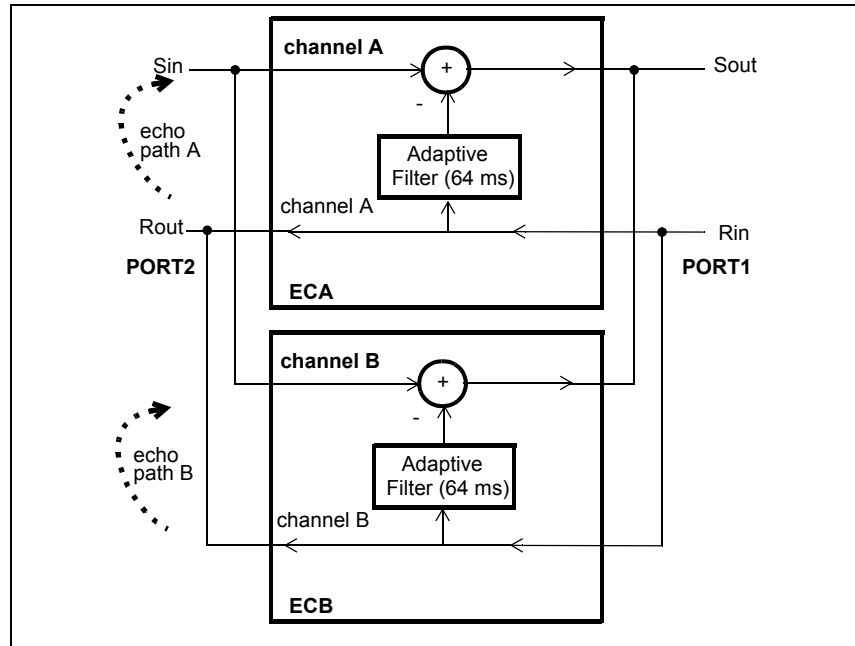 channel A
Sin
+
Sout
-
echo
path A
Adaptive
Filter (64 ms)
channel A
Rout
Rin
PORT2
PORT1
ECA
channel B
+
-
echo
path B
Adaptive
Filter (64 ms)
channel B
ECB